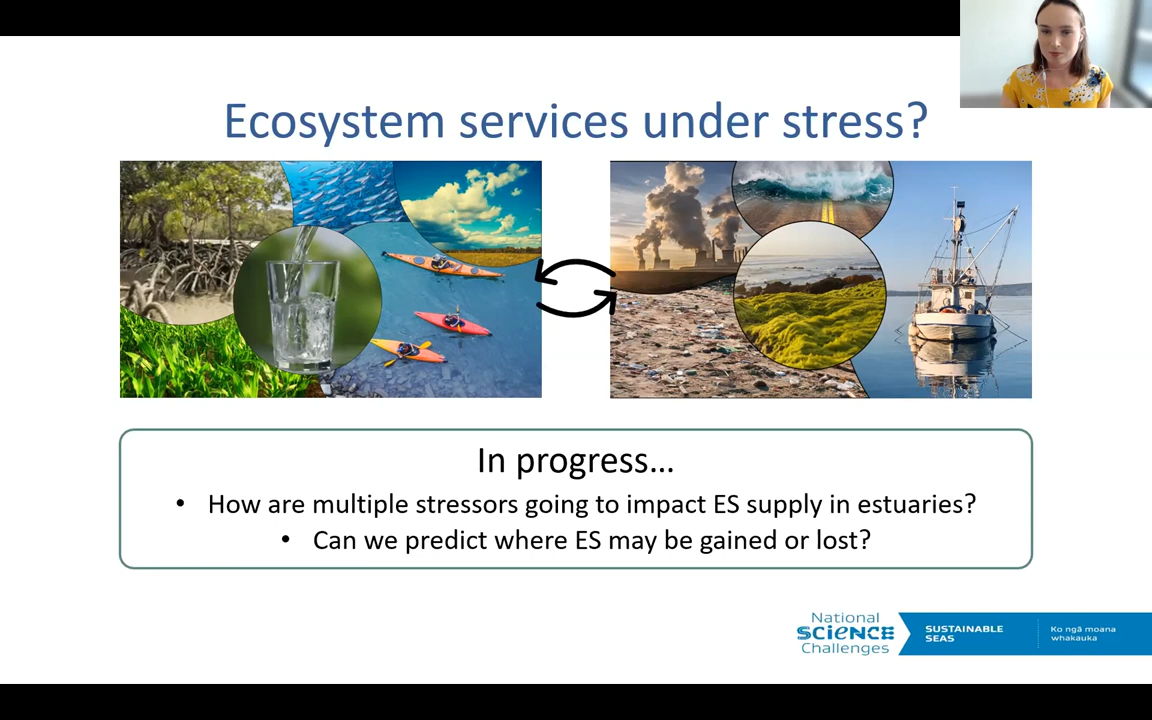 Ecosystem services under stress?
In progress...
• How are multiple stressors going to impact ES supply in estuaries?
• Can we predict where ES may be gained or lost?
National
SCIENCE
Challenges
SUSTAINABLE
SEAS
Ko ngā moana
whakauka